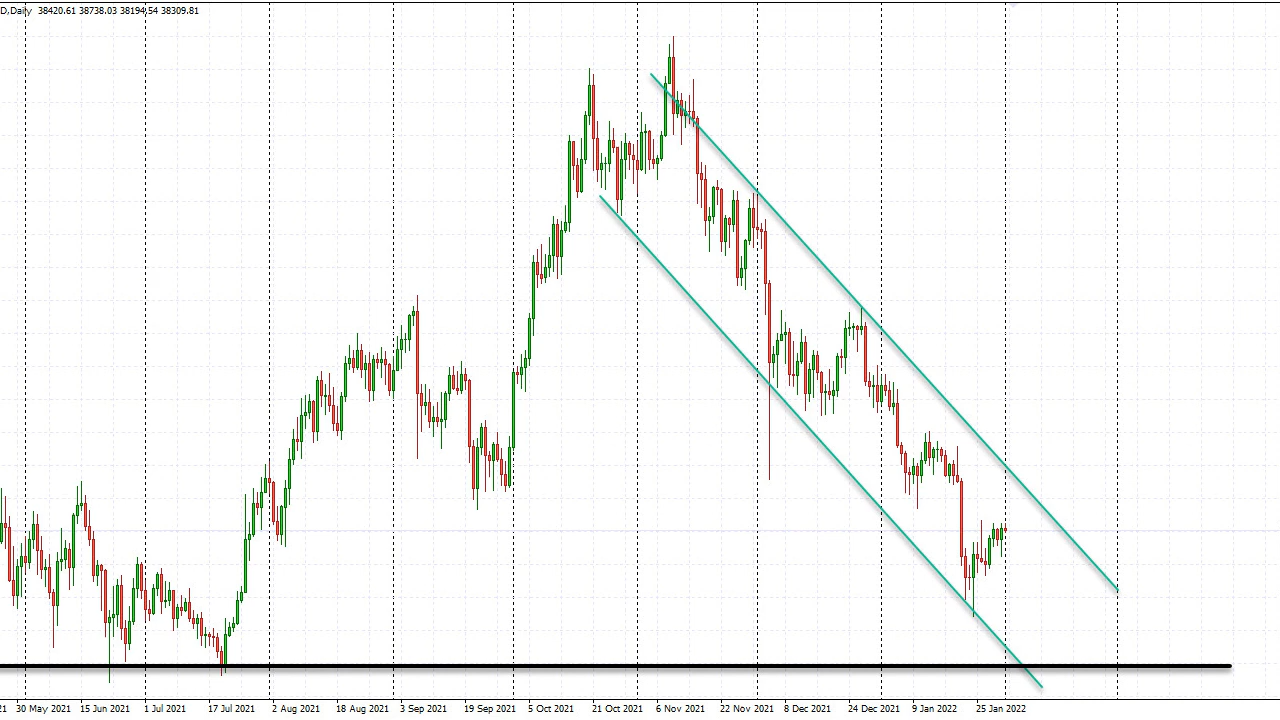 D,Daily 38420.61 38738.03 38194.54 38309.81
21 30 May 2021 15 Jun 2021 1 Jul 2021 17 Jul 2021 2 Aug 2021 18 Aug 2021 3 Sep 2021 19 Sep 2021 5 Oct 2021 21 Oct 2021 6 Nov 2021 22 Nov 2021 8 Dec 2021 24 Dec 2021 9 Jan 2022 25 Jan 2022